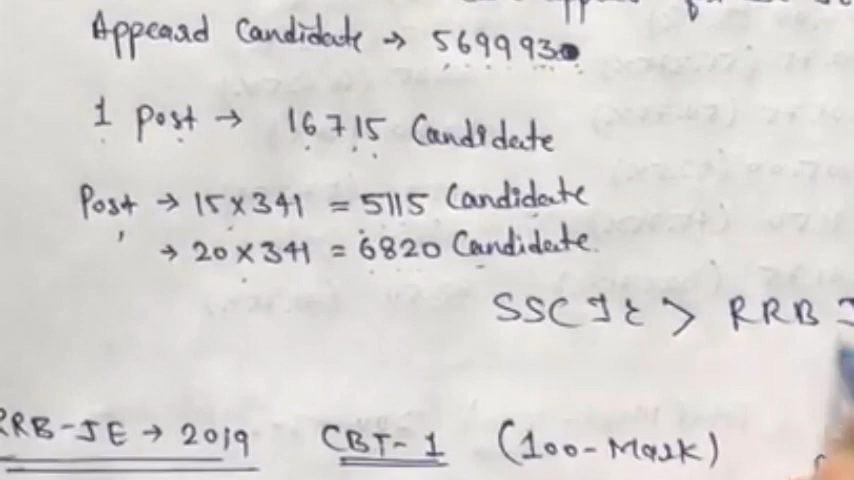 Appeard Candidate → 569993
1 Post → 16715 Candidate
Post → 15 x 341 = 5115 Candidate
→ 20 x 341 = 6820 Candidate.
SSC JE > RRB J
RRB-JE → 2019 CBT-1 (100-Mark)